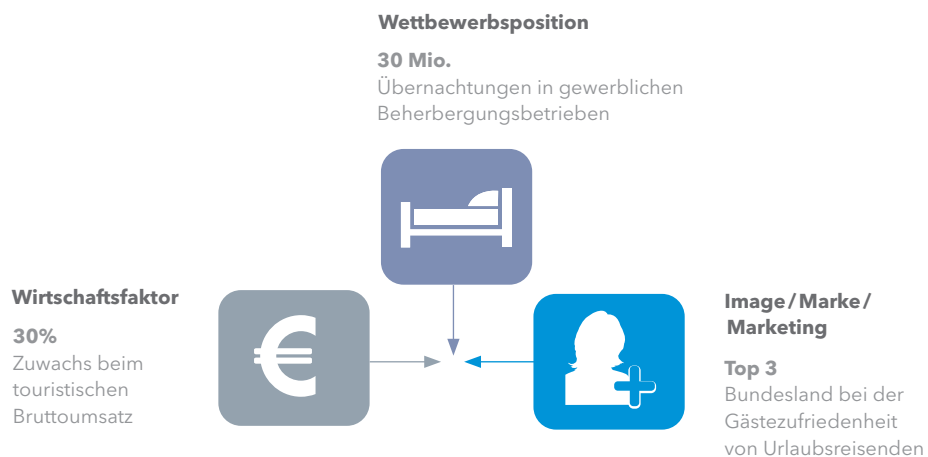 Wettbewerbsposition
30 Mio.
Übernachtungen in gewerblichen
Beherbergungsbetrieben
Wirtschaftsfaktor
30%
Zuwachs beim
touristischen
Bruttoumsatz
€
Image/Marke/
Marketing
Top 3
Bundesland bei der
Gästezufriedenheit
von Urlaubsreisenden